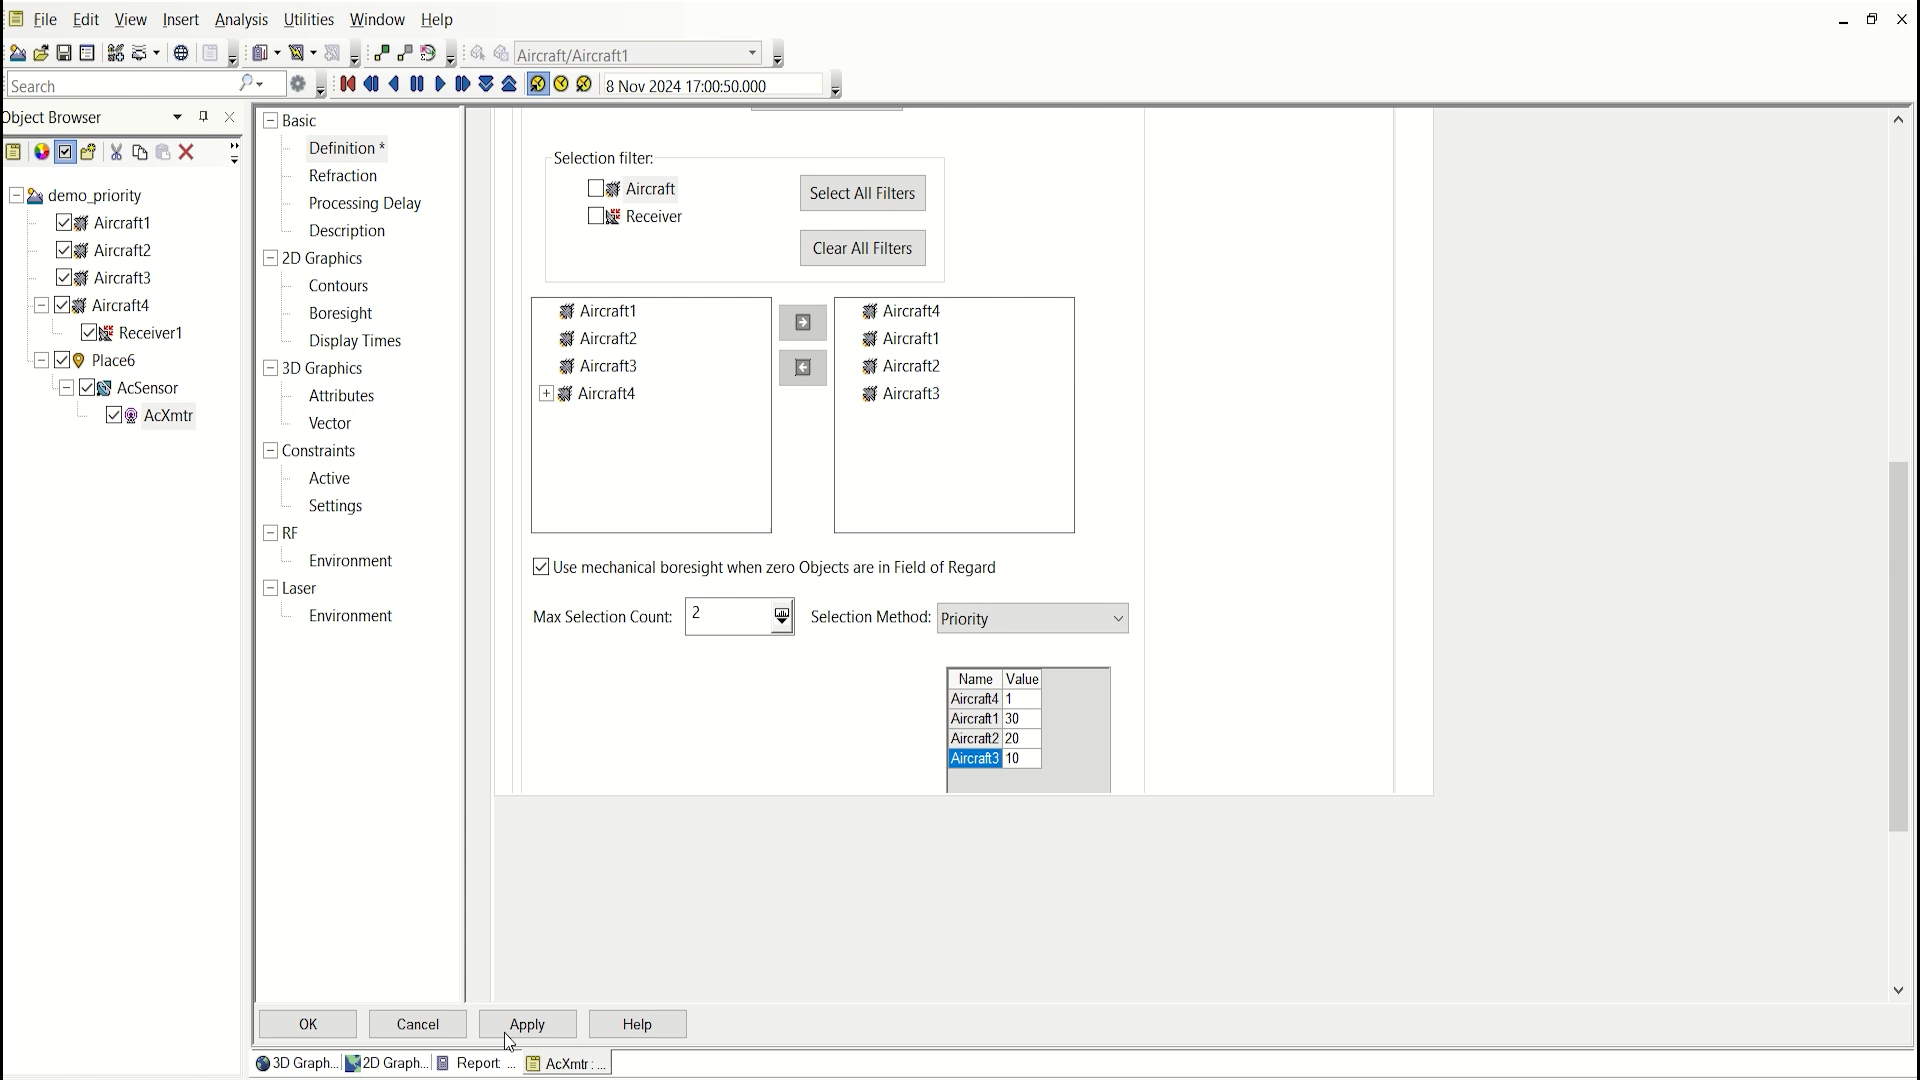 File Edit View Insert Analysis Utilities Window Help
Aircraft/Aircraft1
Search
8 Nov 2024 17:00:50.000
Object Browser
demo_priority
Aircraft1
Aircraft2
Aircraft3
Aircraft4
Receiver1
Place6
AcSensor
AcXmtr
Basic
Definition *
Refraction
Processing Delay
Description
2D Graphics
Contours
Boresight
Display Times
3D Graphics
Attributes
Vector
Constraints
Active
Settings
RF
Environment
Laser
Environment
Selection filter:
Aircraft
Receiver
Select All Filters
Clear All Filters
Aircraft1
Aircraft2
Aircraft3
Aircraft4
Aircraft4
Aircraft1
Aircraft2
Aircraft3
Use mechanical boresight when zero Objects are in Field of Regard
Max Selection Count: 2 Selection Method: Priority
Name Value
Aircraft4 1
Aircraft1 30
Aircraft2 20
Aircraft3 10
OK Cancel Apply Help
3D Graph... 2D Graph... Report: ... AcXmtr : ...